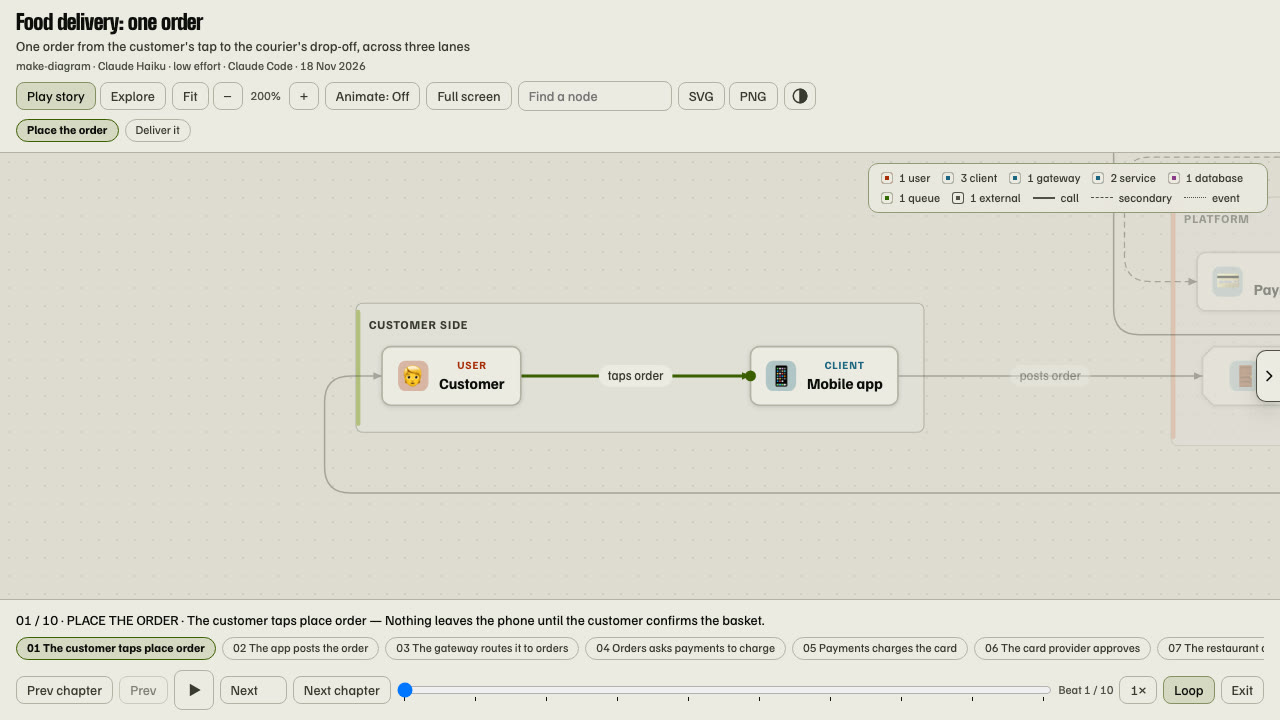 Food delivery: one order
One order from the customer's tap to the courier's drop-off, across three lanes
make-diagram · Claude Haiku · low effort · Claude Code · 18 Nov 2026
Play story Explore Fit − 200% + Animate: Off Full screen Find a node SVG PNG
Place the order Deliver it
1 user 3 client 1 gateway 2 service 1 database
1 queue 1 external call secondary event
PLATFORM
CUSTOMER SIDE
USER
Customer
taps order
CLIENT
Mobile app
posts order
01 / 10 · PLACE THE ORDER · The customer taps place order — Nothing leaves the phone until the customer confirms the basket.
01 The customer taps place order 02 The app posts the order 03 The gateway routes it to orders 04 Orders asks payments to charge 05 Payments charges the card 06 The card provider approves 07 The restaurant
Prev chapter Prev Next Next chapter Beat 1 / 10 1× Loop Exit